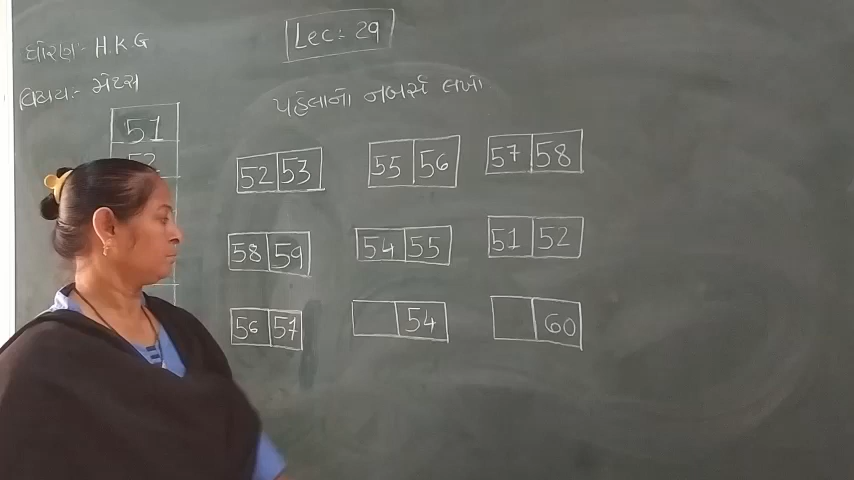 ધોરણ:- H.K.G
Lec:- 29
વિષય:- મેટ્સ
પહેલાનો નંબર્સ લખો
51
52
52 53 55 56 57 58
58 59 54 55 51 52
56 57 54 60